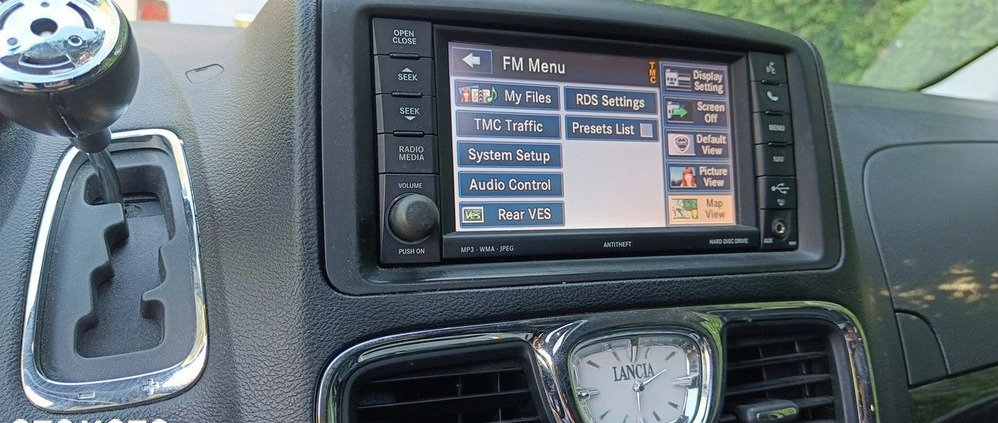 OPEN
CLOSE
SEEK
SEEK
RADIO
MEDIA
VOLUME
PUSH ON
FM Menu
TMC
My Files
TMC Traffic
System Setup
Audio Control
Rear VES
RDS Settings
Presets List
Display
Setting
Screen
Off
Default
View
Picture
View
Map
View
MENU
NAV
AUX
MP3 · WMA · JPEG
ANTITHEFT
HARD DISC DRIVE
LANCIA